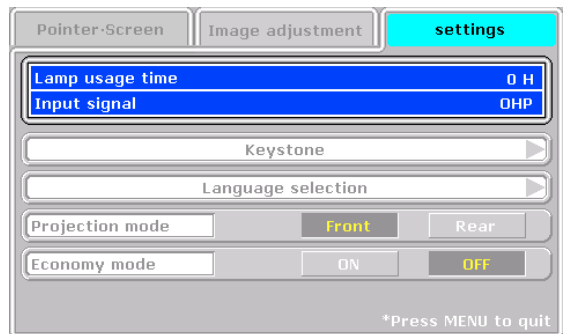 Pointer·Screen Image adjustment settings
Lamp usage time 0 H
Input signal OHP
Keystone
Language selection
Projection mode Front Rear
Economy mode ON OFF
*Press MENU to quit